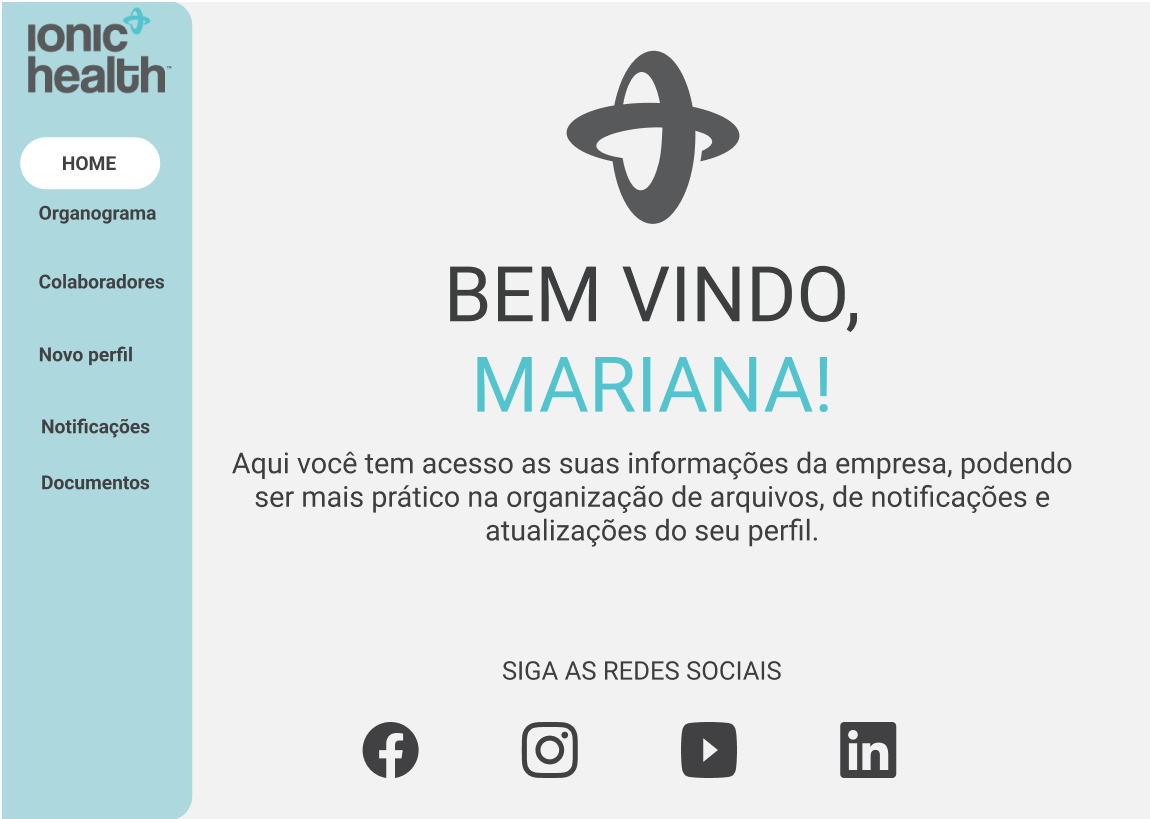 ionic
health™
HOME
Organograma
Colaboradores
Novo perfil
Notificações
Documentos
BEM VINDO,
MARIANA!
Aqui você tem acesso as suas informações da empresa, podendo
ser mais prático na organização de arquivos, de notificações e
atualizações do seu perfil.
SIGA AS REDES SOCIAIS
in